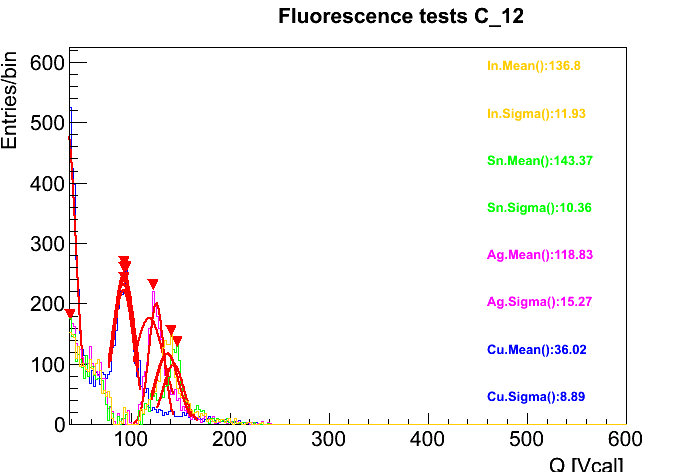 Fluorescence tests C_12
Entries/bin
600
500
400
300
200
100
0
In.Mean():136.8
In.Sigma():11.93
Sn.Mean():143.37
Sn.Sigma():10.36
Ag.Mean():118.83
Ag.Sigma():15.27
Cu.Mean():36.02
Cu.Sigma():8.89
100 200 300 400 500 600
Q [Vcal]